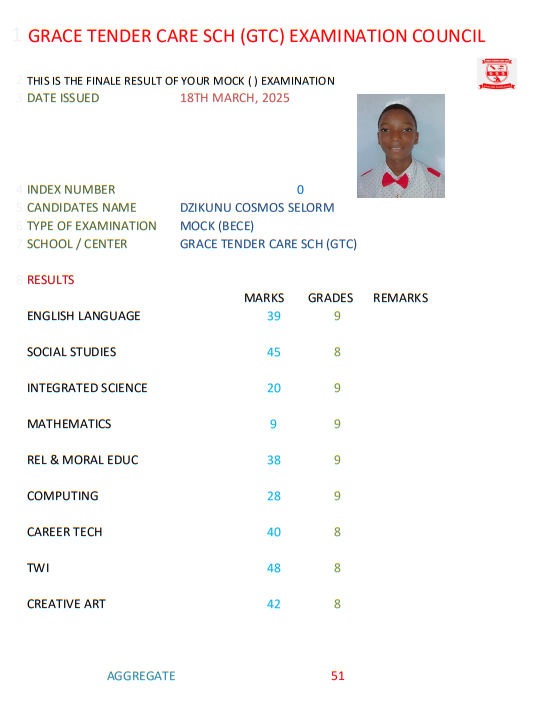 1 GRACE TENDER CARE SCH (GTC) EXAMINATION COUNCIL
2 THIS IS THE FINALE RESULT OF YOUR MOCK ( ) EXAMINATION
3 DATE ISSUED 18TH MARCH, 2025
4 INDEX NUMBER 0
5 CANDIDATES NAME DZIKUNU COSMOS SELORM
6 TYPE OF EXAMINATION MOCK (BECE)
7 SCHOOL / CENTER GRACE TENDER CARE SCH (GTC)
8 RESULTS
MARKS GRADES REMARKS
ENGLISH LANGUAGE 39 9
SOCIAL STUDIES 45 8
INTEGRATED SCIENCE 20 9
MATHEMATICS 9 9
REL & MORAL EDUC 38 9
COMPUTING 28 9
CAREER TECH 40 8
TWI 48 8
CREATIVE ART 42 8
AGGREGATE 51